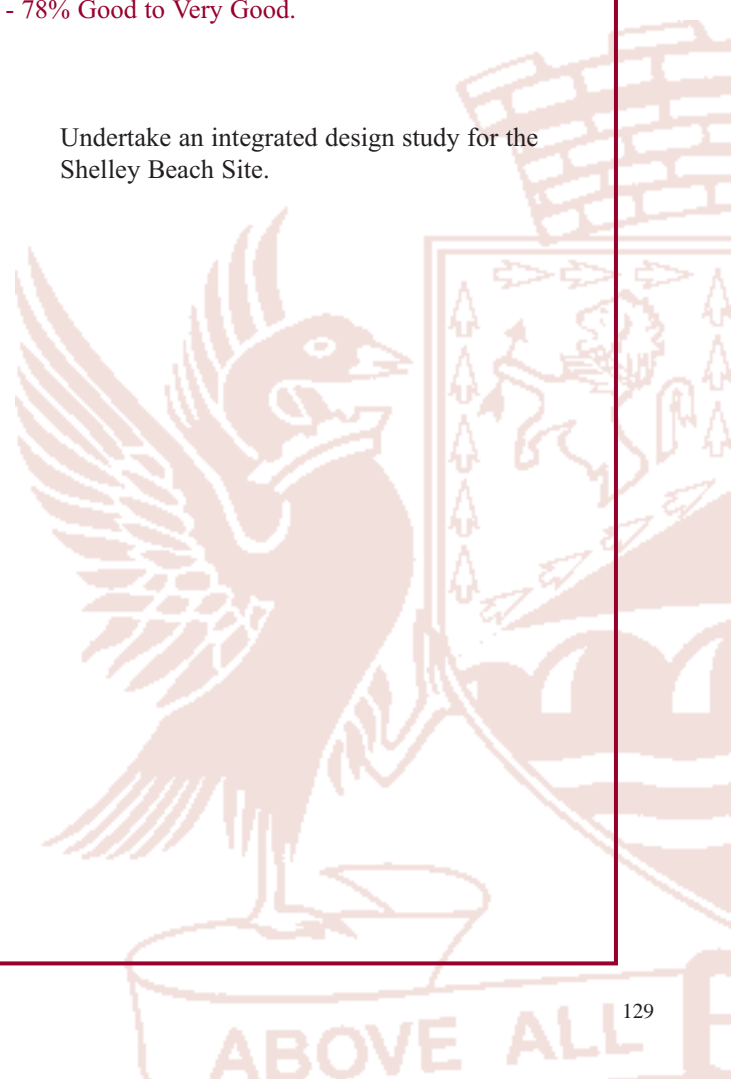 - 78% Good to Very Good.
Undertake an integrated design study for the
Shelley Beach Site.
129
ABOVE ALL